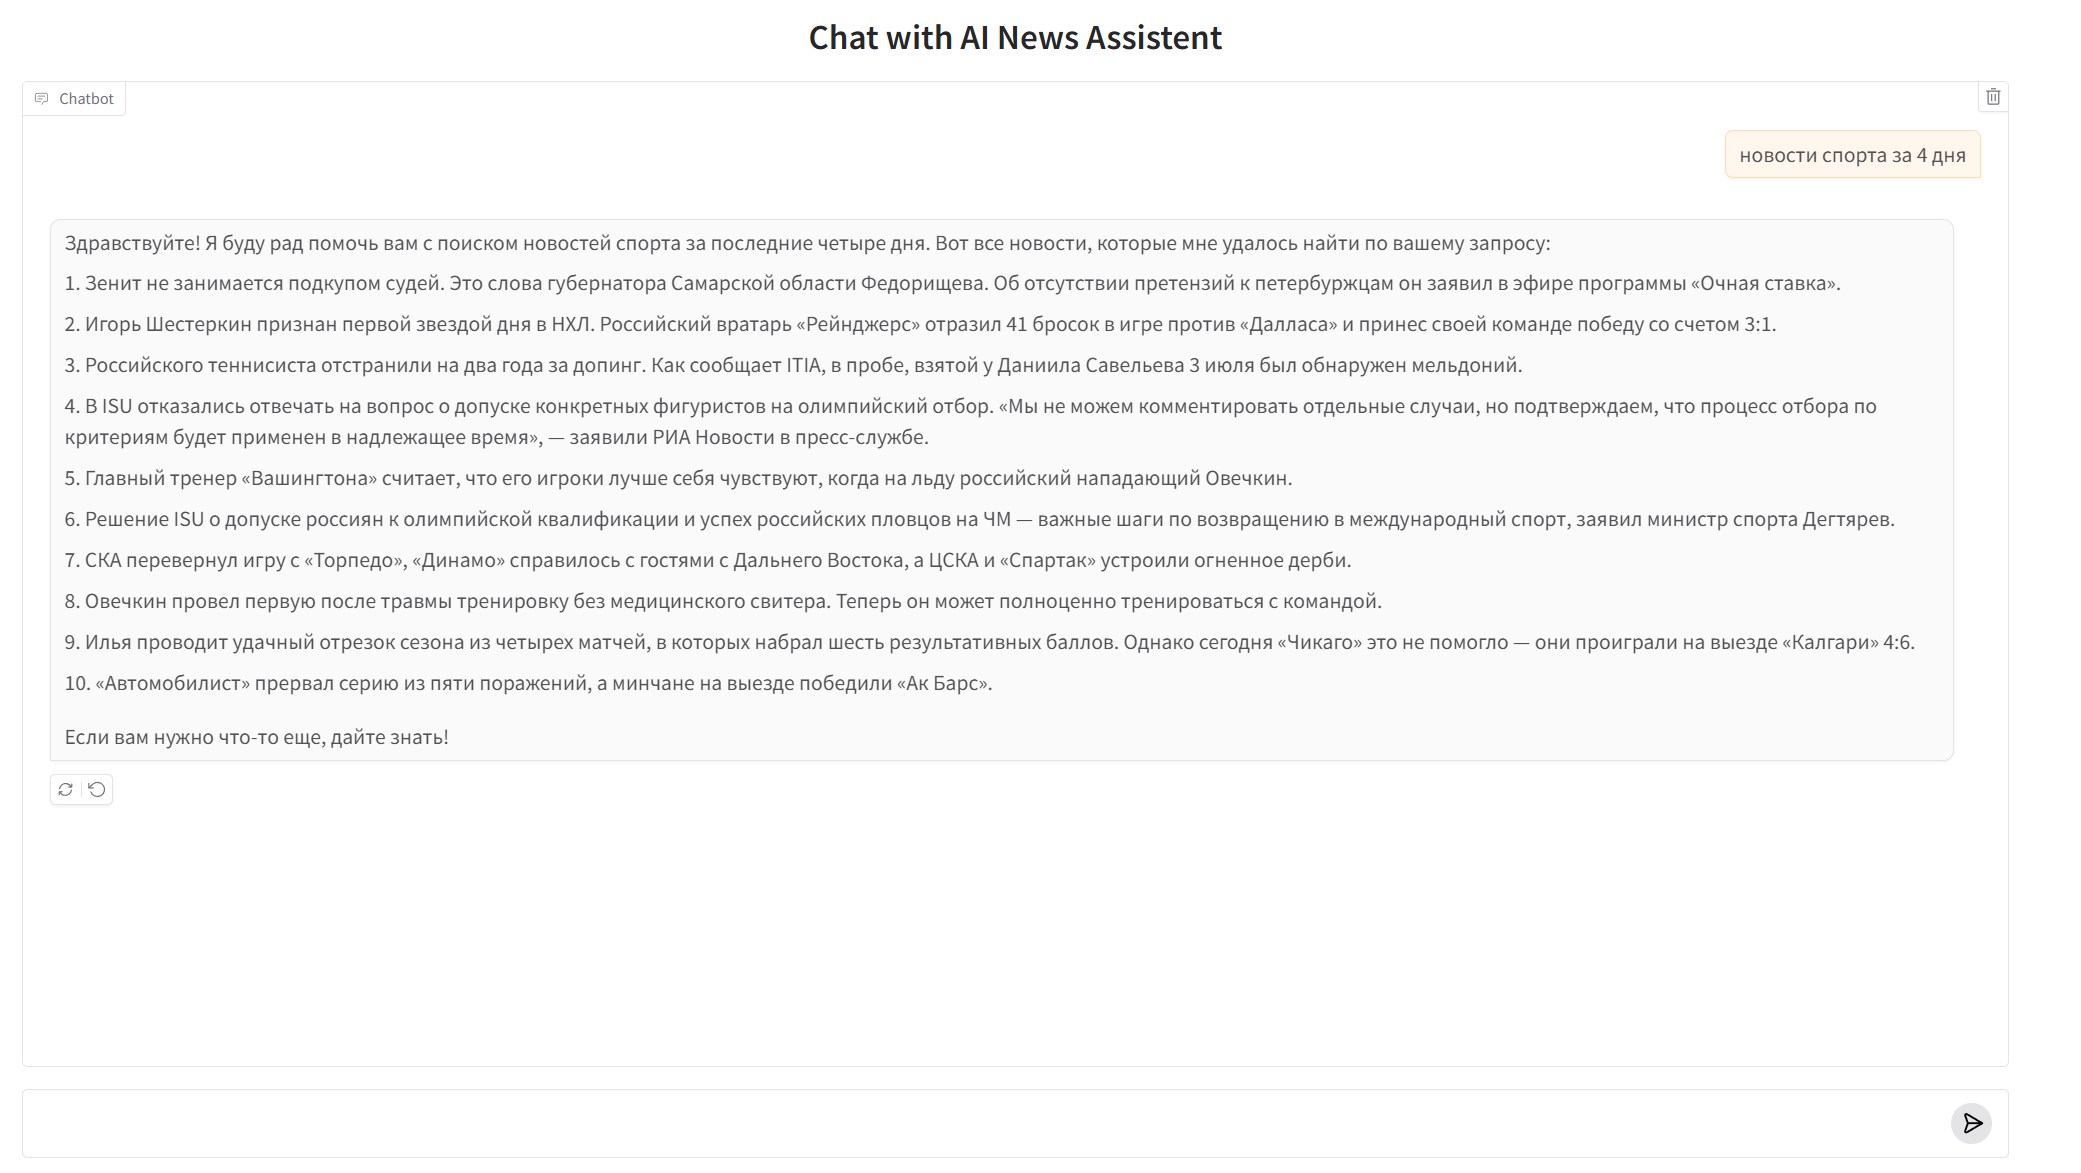 Chat with AI News Assistent
Chatbot
новости спорта за 4 дня
Здравствуйте! Я буду рад помочь вам с поиском новостей спорта за последние четыре дня. Вот все новости, которые мне удалось найти по вашему запросу:
1. Зенит не занимается подкупом судей. Это слова губернатора Самарской области Федорищева. Об отсутствии претензий к петербуржцам он заявил в эфире программы «Очная ставка».
2. Игорь Шестеркин признан первой звездой дня в НХЛ. Российский вратарь «Рейнджерс» отразил 41 бросок в игре против «Далласа» и принес своей команде победу со счетом 3:1.
3. Российского теннисиста отстранили на два года за допинг. Как сообщает ITIA, в пробе, взятой у Даниила Савельева 3 июля был обнаружен мельдоний.
4. В ISU отказались отвечать на вопрос о допуске конкретных фигуристов на олимпийский отбор. «Мы не можем комментировать отдельные случаи, но подтверждаем, что процесс отбора по
критериям будет применен в надлежащее время», — заявили РИА Новости в пресс-службе.
5. Главный тренер «Вашингтона» считает, что его игроки лучше себя чувствуют, когда на льду российский нападающий Овечкин.
6. Решение ISU о допуске россиян к олимпийской квалификации и успех российских пловцов на ЧМ — важные шаги по возвращению в международный спорт, заявил министр спорта Дегтярев.
7. СКА перевернул игру с «Торпедо», «Динамо» справилось с гостями с Дальнего Востока, а ЦСКА и «Спартак» устроили огненное дерби.
8. Овечкин провел первую после травмы тренировку без медицинского свитера. Теперь он может полноценно тренироваться с командой.
9. Илья проводит удачный отрезок сезона из четырех матчей, в которых набрал шесть результативных баллов. Однако сегодня «Чикаго» это не помогло — они проиграли на выезде «Калгари» 4:6.
10. «Автомобилист» прервал серию из пяти поражений, а минчане на выезде победили «Ак Барс».
Если вам нужно что-то еще, дайте знать!